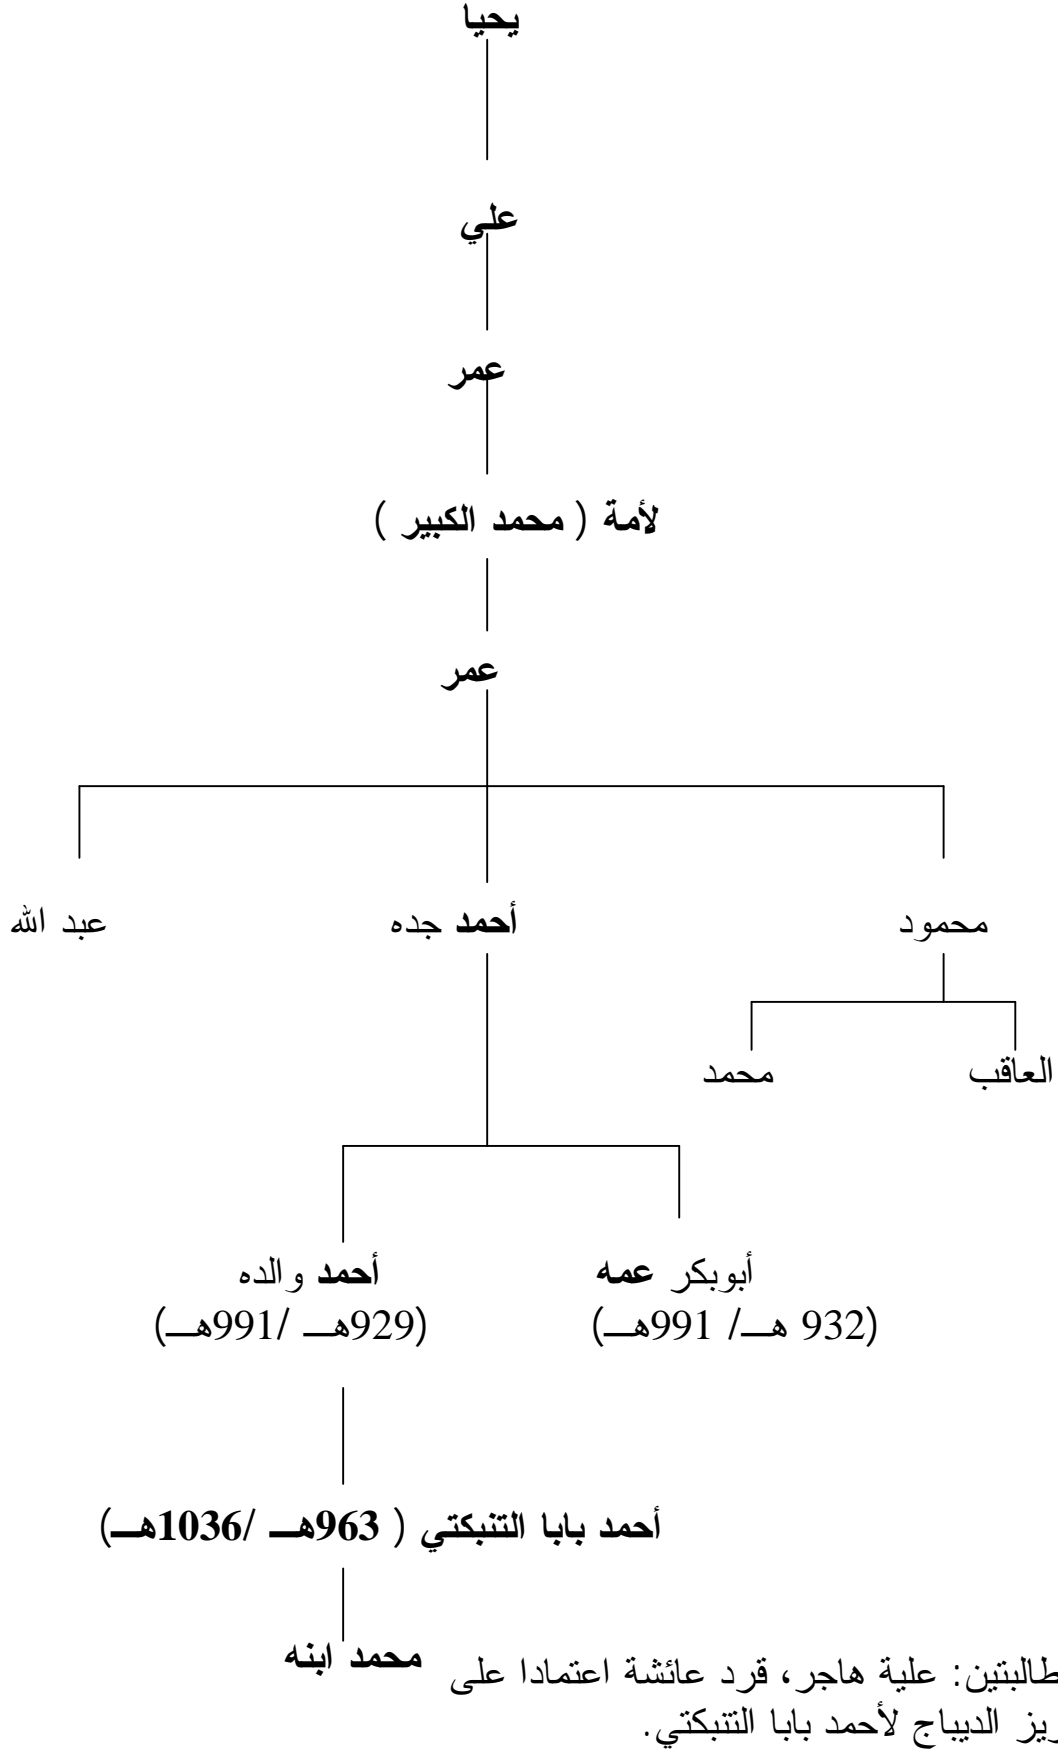 يحيا
علي
عمر
لأمة ( محمد الكبير )
عمر
محمود
أحمد جده
عبد الله
العاقب
محمد
أبوبكر عمه
(932 هـ/ 991هـ)
أحمد والده
(929هـ /991هـ)
أحمد بابا التنبكتي ( 963هـ /1036هـ)
محمد ابنه
طالبتين: علية هاجر، قرد عائشة اعتمادا على
ريز الديباج لأحمد بابا التنبكتي.